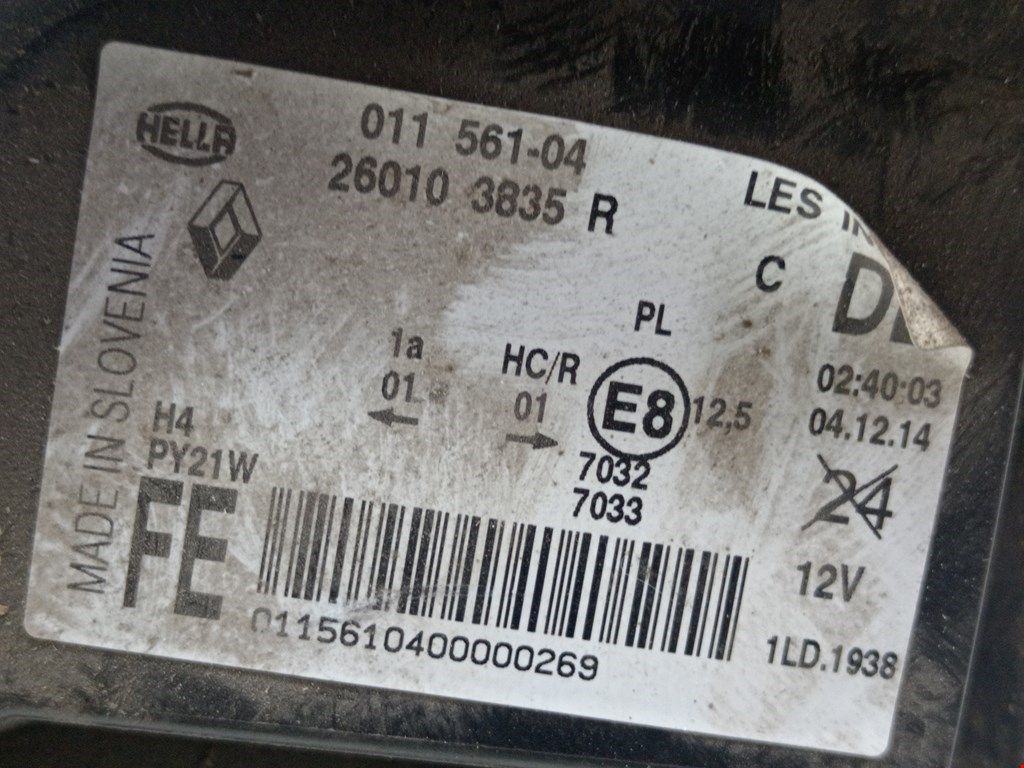 HELLA
011 561-04
26010 3835 R
LES
C
MADE IN SLOVENIA
PL
1a
HC/R
01
01
E8
12,5
7032
7033
02:40:03
04.12.14
24
12V
H4
PY21W
FE
0115610400000269
1LD.1938